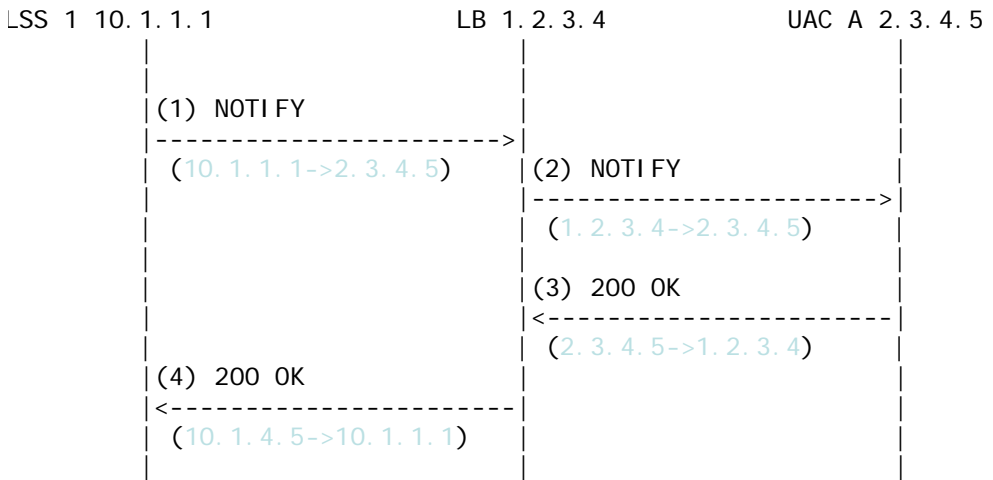 LSS 1 10.1.1.1 LB 1.2.3.4 UAC A 2.3.4.5
(1) NOTIFY
----------------------->
(10.1.1.1->2.3.4.5) (2) NOTIFY
----------------------->
(1.2.3.4->2.3.4.5)
(3) 200 OK
<-----------------------
(2.3.4.5->1.2.3.4)
(4) 200 OK
<-----------------------
(10.1.4.5->10.1.1.1)